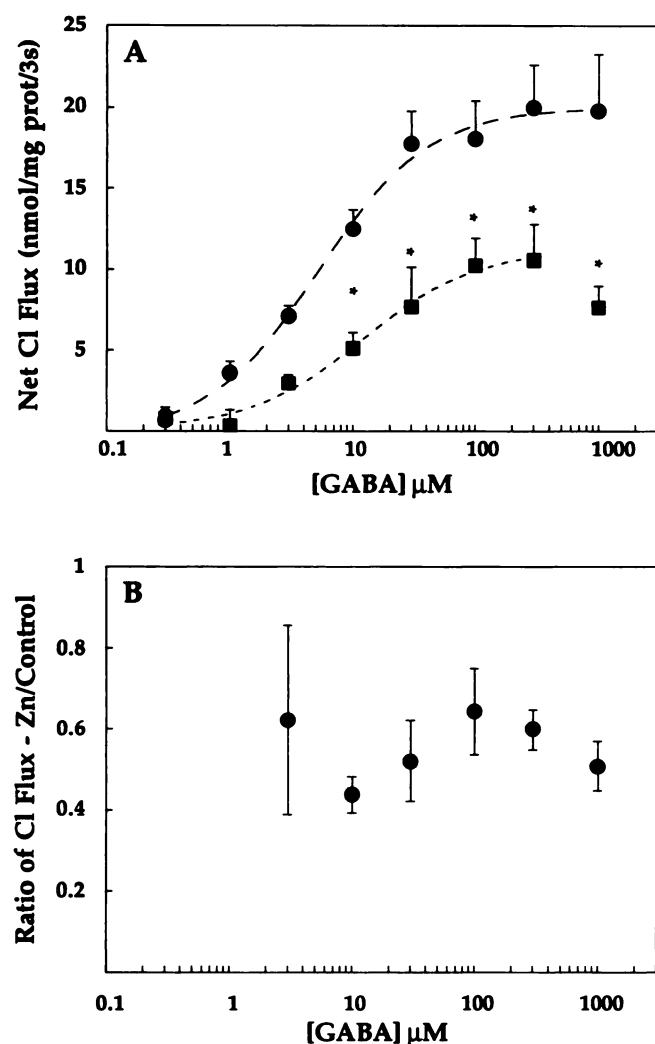 A
Net Cl Flux (nmol/mg prot/3s)
25
20
15
10
5
* * * * *
0.1 1 10 100 1000
[GABA] μM
B
Ratio of Cl Flux - Zn/Control
1
0.8
0.6
0.4
0.2
0.1 1 10 100 1000
[GABA] μM